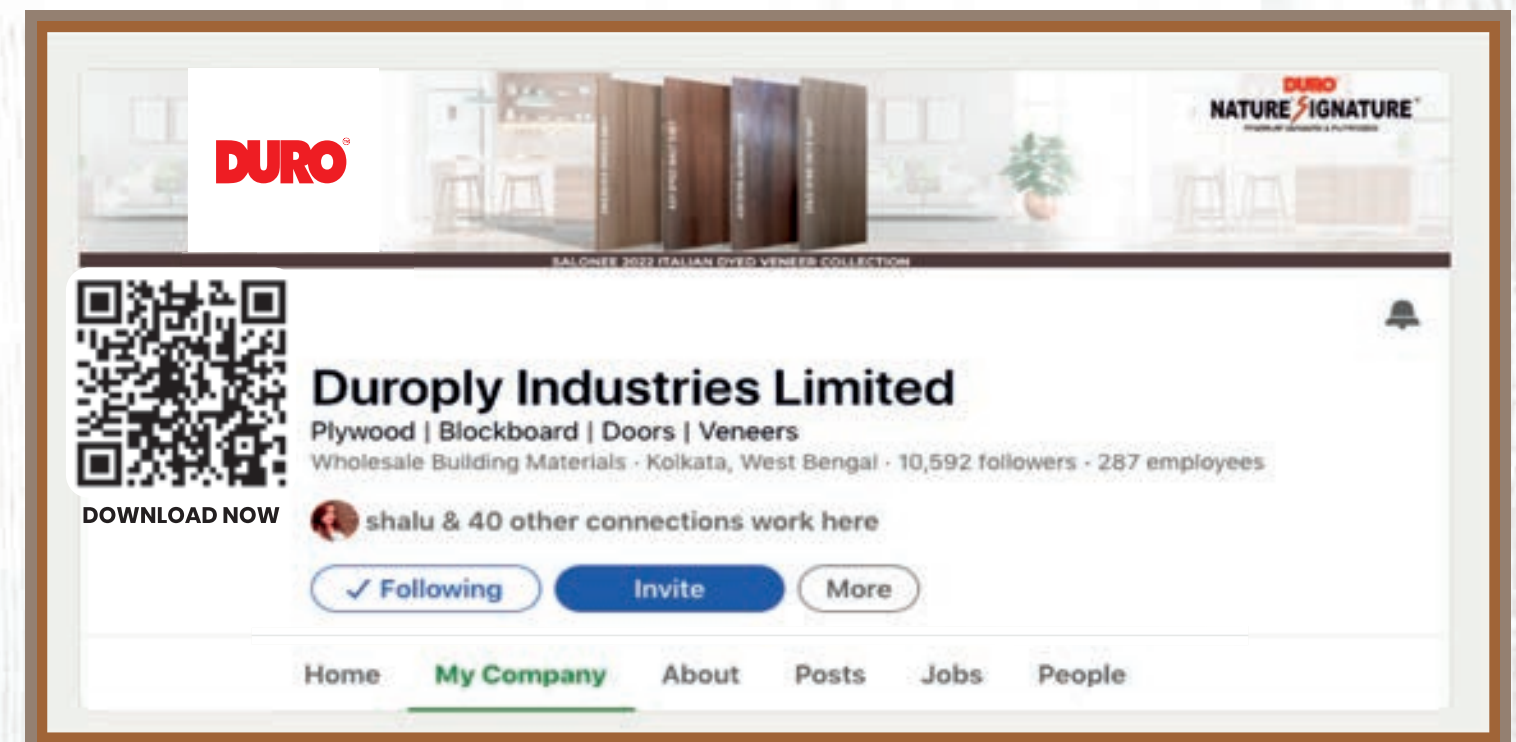 DURO
DURO
NATURE SIGNATURE
SALONEE 2022 ITALIAN DYED VENEER COLLECTION
DOWNLOAD NOW
Duroply Industries Limited
Plywood | Blockboard | Doors | Veneers
Wholesale Building Materials · Kolkata, West Bengal · 10,592 followers · 287 employees
shalu & 40 other connections work here
✓ Following
Invite
More
Home My Company About Posts Jobs People